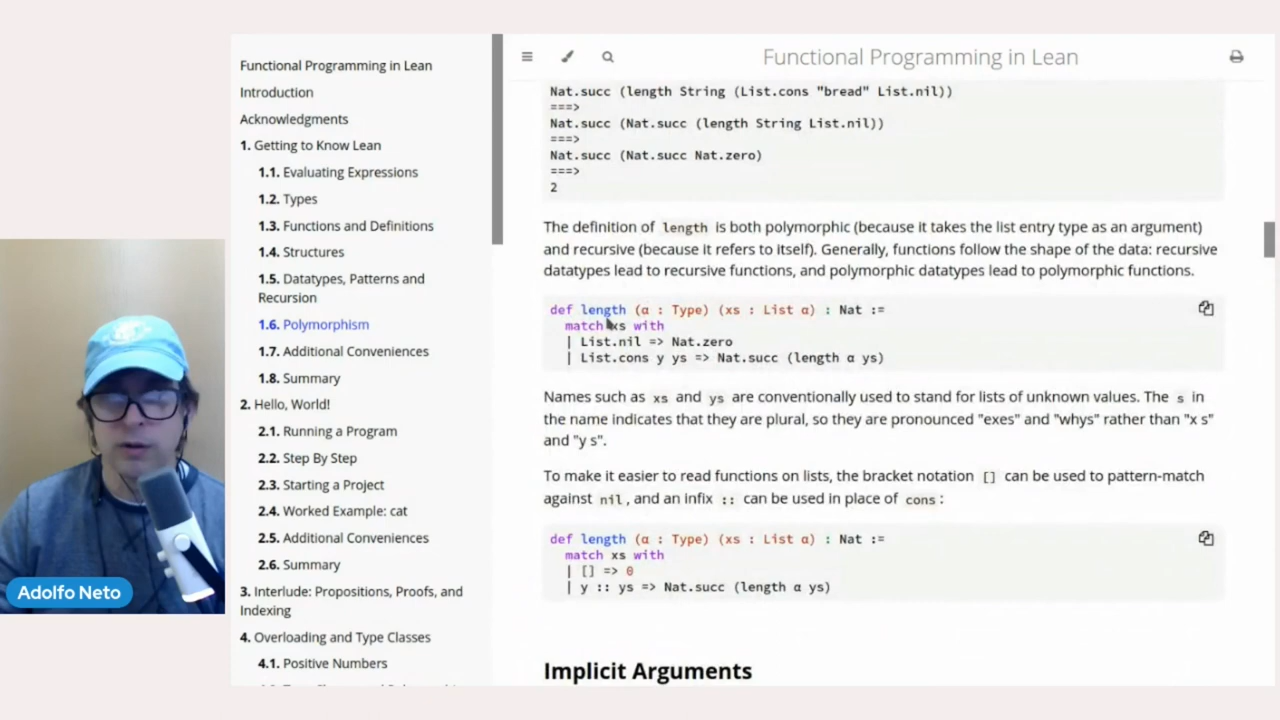 Functional Programming in Lean
Introduction
Acknowledgments
1. Getting to Know Lean
1.1. Evaluating Expressions
1.2. Types
1.3. Functions and Definitions
1.4. Structures
1.5. Datatypes, Patterns and
Recursion
1.6. Polymorphism
1.7. Additional Conveniences
1.8. Summary
2. Hello, World!
2.1. Running a Program
2.2. Step By Step
2.3. Starting a Project
2.4. Worked Example: cat
2.5. Additional Conveniences
2.6. Summary
3. Interlude: Propositions, Proofs, and
Indexing
4. Overloading and Type Classes
4.1. Positive Numbers
Functional Programming in Lean
Nat.succ (length String (List.cons "bread" List.nil))
===>
Nat.succ (Nat.succ (length String List.nil))
===>
Nat.succ (Nat.succ Nat.zero)
===>
2
The definition of length is both polymorphic (because it takes the list entry type as an argument)
and recursive (because it refers to itself). Generally, functions follow the shape of the data: recursive
datatypes lead to recursive functions, and polymorphic datatypes lead to polymorphic functions.
def length (α : Type) (xs : List α) : Nat :=
match xs with
| List.nil => Nat.zero
| List.cons y ys => Nat.succ (length α ys)
Names such as xs and ys are conventionally used to stand for lists of unknown values. The s in
the name indicates that they are plural, so they are pronounced "exes" and "whys" rather than "x s"
and "y s".
To make it easier to read functions on lists, the bracket notation [] can be used to pattern-match
against nil, and an infix :: can be used in place of cons:
def length (α : Type) (xs : List α) : Nat :=
match xs with
| [] => 0
| y :: ys => Nat.succ (length α ys)
Implicit Arguments
Adolfo Neto